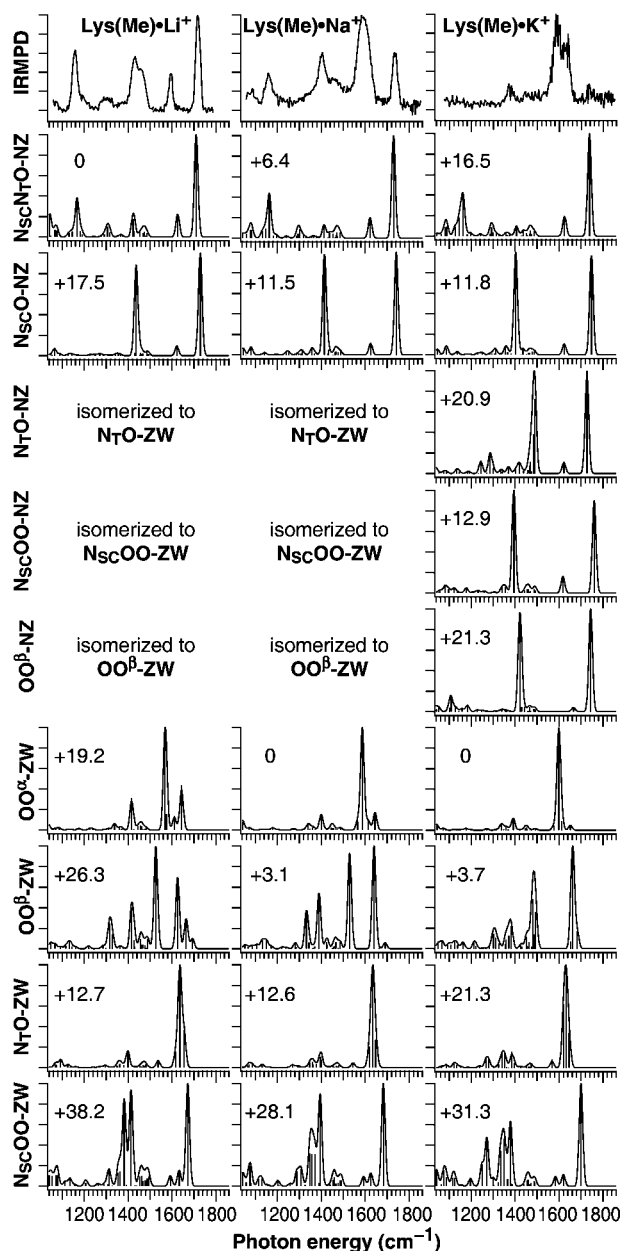 IRMPD
Lys(Me)•Li⁺
Lys(Me)•Na⁺
Lys(Me)•K⁺
NSCNTO-NZ
0
+6.4
+16.5
NSCO-NZ
+17.5
+11.5
+11.8
NTO-NZ
isomerized to
NTO-ZW
isomerized to
NTO-ZW
+20.9
NSCOO-NZ
isomerized to
NSCOO-ZW
isomerized to
NSCOO-ZW
+12.9
OOβ-NZ
isomerized to
OOβ-ZW
isomerized to
OOβ-ZW
+21.3
OOα-ZW
+19.2
0
0
OOβ-ZW
+26.3
+3.1
+3.7
NTO-ZW
+12.7
+12.6
+21.3
NSCOO-ZW
+38.2
+28.1
+31.3
1200 1400 1600 1800 1200 1400 1600 1800 1200 1400 1600 1800
Photon energy (cm⁻¹)